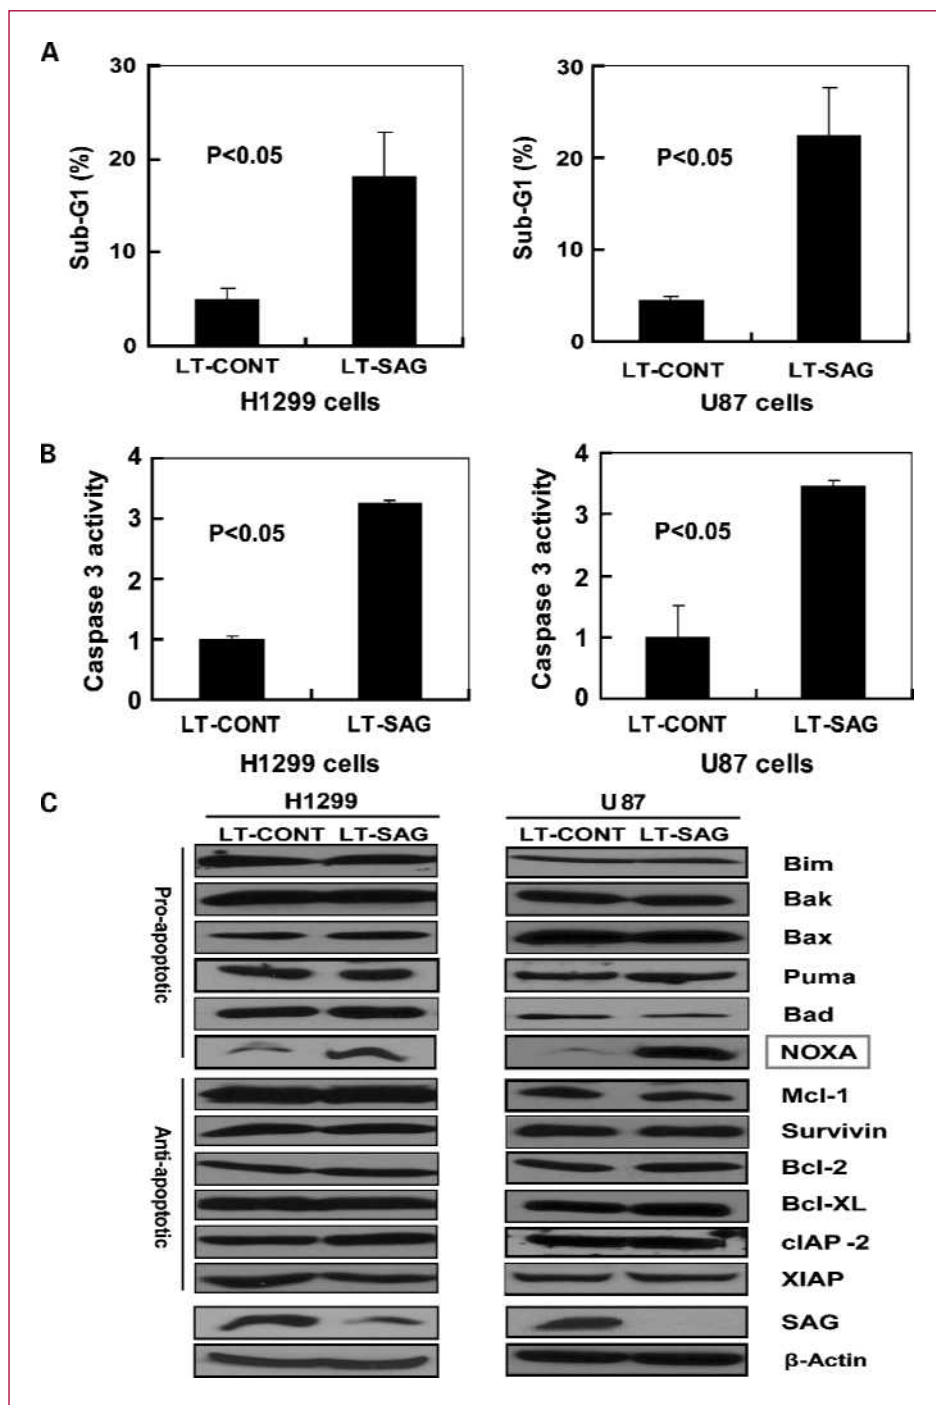 A
30
20
10
0
Sub-G1 (%)
P<0.05
LT-CONT LT-SAG
H1299 cells
30
20
10
0
Sub-G1 (%)
P<0.05
LT-CONT LT-SAG
U87 cells
B
4
3
2
1
0
Caspase 3 activity
P<0.05
LT-CONT LT-SAG
H1299 cells
4
3
2
1
0
Caspase 3 activity
P<0.05
LT-CONT LT-SAG
U87 cells
C
H1299 U87
LT-CONT LT-SAG LT-CONT LT-SAG
Pro-apoptotic
Bim
Bak
Bax
Puma
Bad
NOXA
Anti-apoptotic
Mcl-1
Survivin
Bcl-2
Bcl-XL
cIAP-2
XIAP
SAG
β-Actin